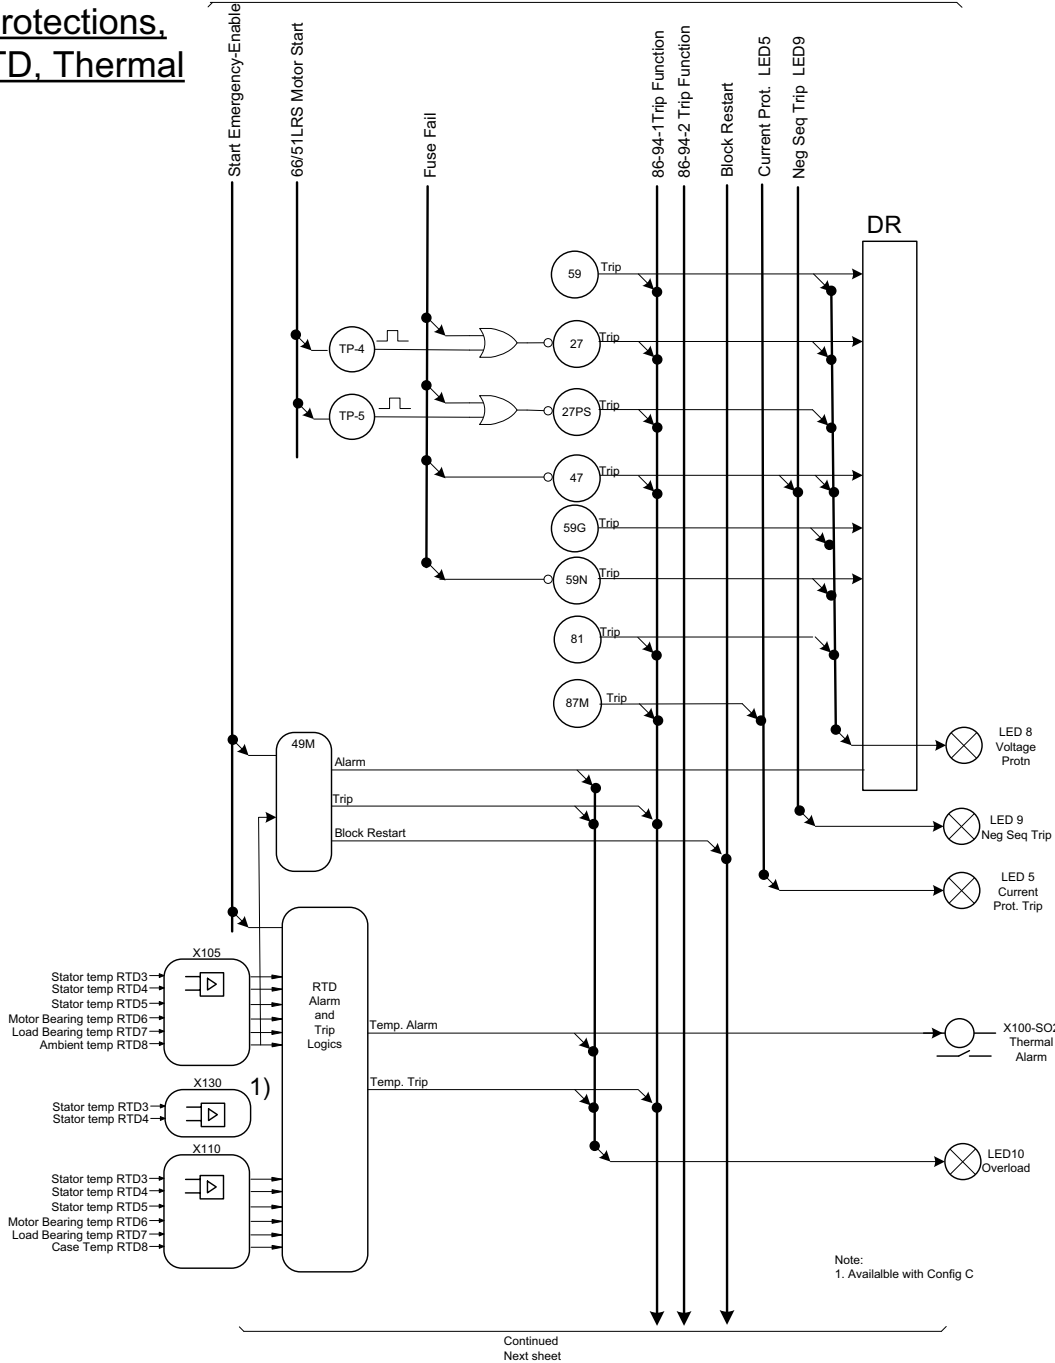 rotections,
TD, Thermal
Start Emergency-Enable
66/51LRS Motor Start
Fuse Fail
86-94-1Trip Function
86-94-2 Trip Function
Block Restart
Current Prot. LED5
Neg Seq Trip LED9
DR
59
Trip
TP-4
27
Trip
TP-5
27PS
Trip
47
Trip
59G
Trip
59N
Trip
81
Trip
87M
Trip
LED 8
Voltage
Protn
49M
Alarm
Trip
Block Restart
LED 9
Neg Seq Trip
LED 5
Current
Prot. Trip
X105
Stator temp RTD3
Stator temp RTD4
Stator temp RTD5
Motor Bearing temp RTD6
Load Bearing temp RTD7
Ambient temp RTD8
RTD
Alarm
and
Trip
Logics
Temp. Alarm
X100-SO2
Thermal
Alarm
X130
1)
Stator temp RTD3
Stator temp RTD4
Temp. Trip
X110
Stator temp RTD3
Stator temp RTD4
Stator temp RTD5
Motor Bearing temp RTD6
Load Bearing temp RTD7
Case Temp RTD8
LED10
Overload
Note:
1. Availalble with Config C
Continued
Next sheet